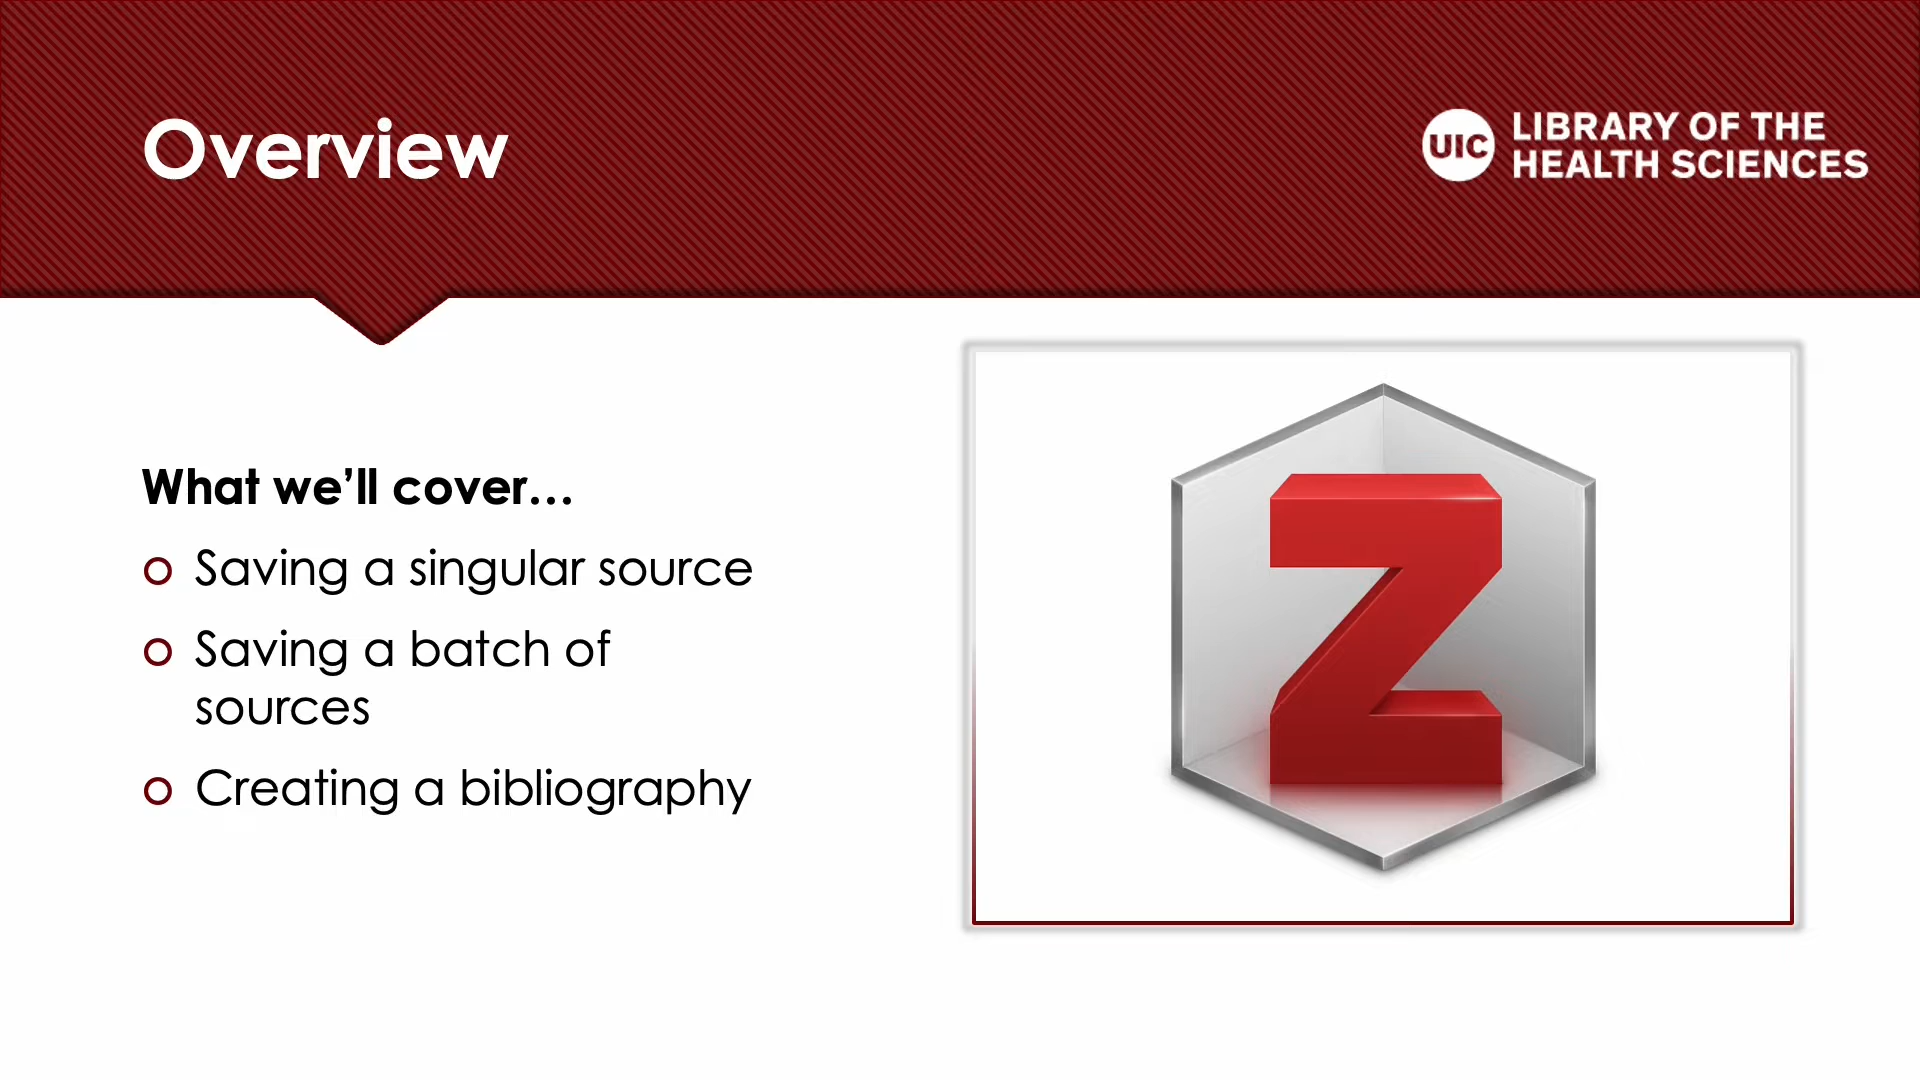 Overview
UIC
LIBRARY OF THE
HEALTH SCIENCES
What we’ll cover…
Saving a singular source
Saving a batch of
sources
Creating a bibliography
Z